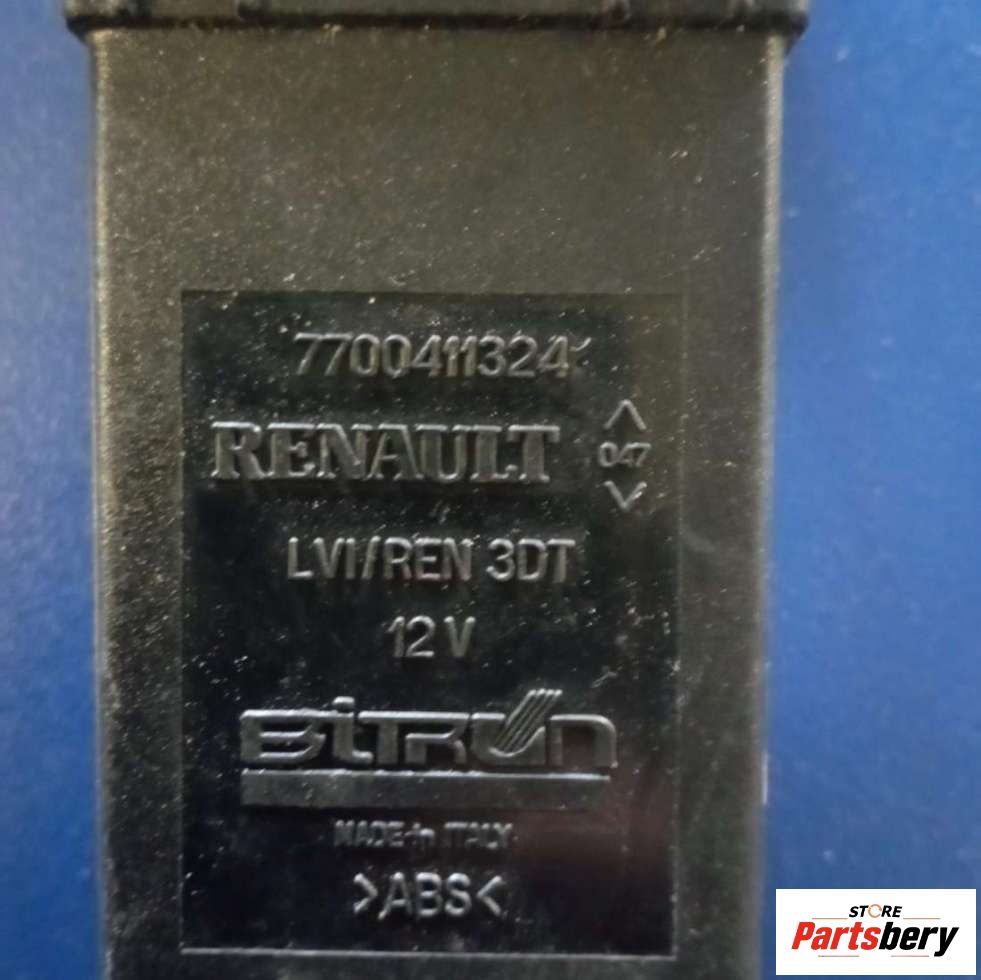 7700411324
RENAULT
047
LVI/REN 3DT
12 V
BiTRON
MADE-in ITALY
>ABS<
STORE
Partsbery